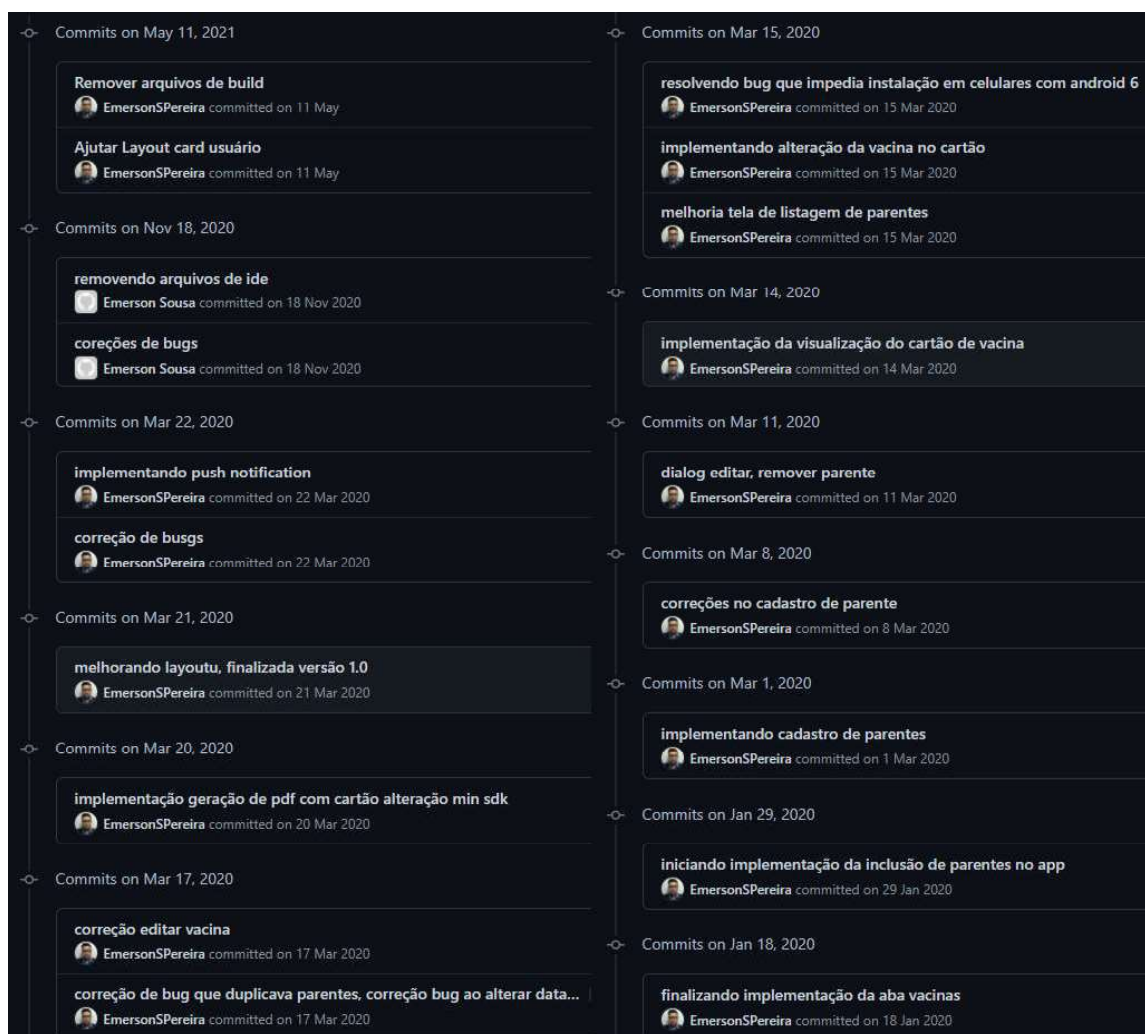 Commits on May 11, 2021
Remover arquivos de build
EmersonSPereira committed on 11 May
Ajutar Layout card usuário
EmersonSPereira committed on 11 May
Commits on Nov 18, 2020
removendo arquivos de ide
Emerson Sousa committed on 18 Nov 2020
coreções de bugs
Emerson Sousa committed on 18 Nov 2020
Commits on Mar 22, 2020
implementando push notification
EmersonSPereira committed on 22 Mar 2020
correção de busgs
EmersonSPereira committed on 22 Mar 2020
Commits on Mar 21, 2020
melhorando layoutu, finalizada versão 1.0
EmersonSPereira committed on 21 Mar 2020
Commits on Mar 20, 2020
implementação geração de pdf com cartão alteração min sdk
EmersonSPereira committed on 20 Mar 2020
Commits on Mar 17, 2020
correção editar vacina
EmersonSPereira committed on 17 Mar 2020
correção de bug que duplicava parentes, correção bug ao alterar data...
EmersonSPereira committed on 17 Mar 2020
Commits on Mar 15, 2020
resolvendo bug que impedia instalação em celulares com android 6
EmersonSPereira committed on 15 Mar 2020
implementando alteração da vacina no cartão
EmersonSPereira committed on 15 Mar 2020
melhoria tela de listagem de parentes
EmersonSPereira committed on 15 Mar 2020
Commits on Mar 14, 2020
implementação da visualização do cartão de vacina
EmersonSPereira committed on 14 Mar 2020
Commits on Mar 11, 2020
dialog editar, remover parente
EmersonSPereira committed on 11 Mar 2020
Commits on Mar 8, 2020
correções no cadastro de parente
EmersonSPereira committed on 8 Mar 2020
Commits on Mar 1, 2020
implementando cadastro de parentes
EmersonSPereira committed on 1 Mar 2020
Commits on Jan 29, 2020
iniciando implementação da inclusão de parentes no app
EmersonSPereira committed on 29 Jan 2020
Commits on Jan 18, 2020
finalizando implementação da aba vacinas
EmersonSPereira committed on 18 Jan 2020